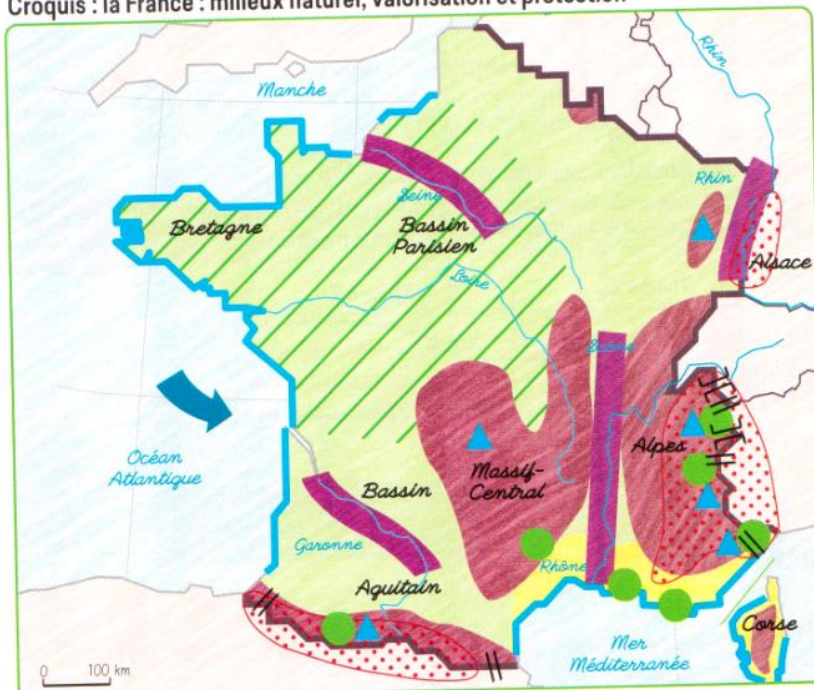 Croquis : la France : milieux naturel, valorisation et protection
Manche
Rhin
Seine
Rhin
Bretagne
Bassin
Parisien
Alsace
Loire
Saône
Océan
Atlantique
Massif-
Central
Alpes
Bassin
Garonne
Rhône
Aquitain
Corse
Mer
Méditerranée
0 100 km